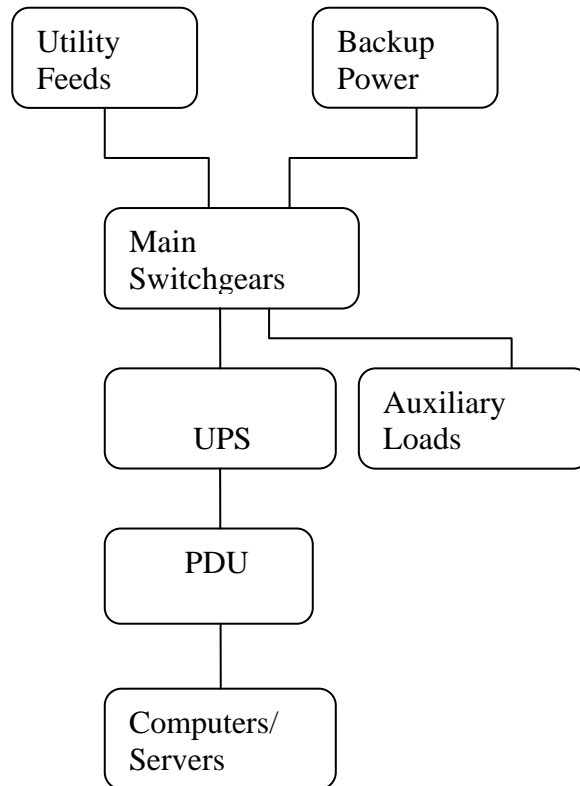 Utility
Feeds
Backup
Power
Main
Switchgears
UPS
Auxiliary
Loads
PDU
Computers/
Servers